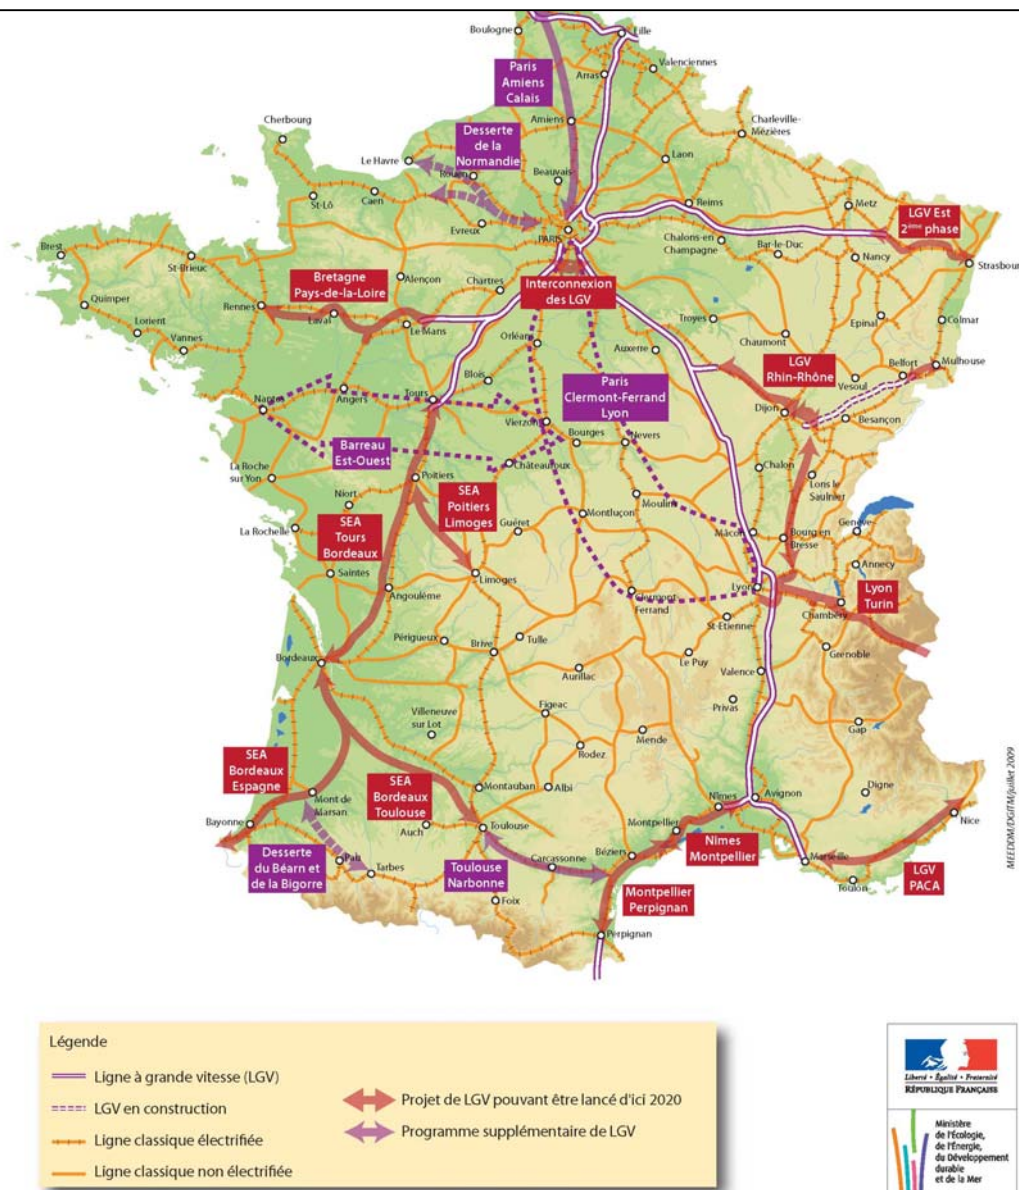 Boulogne
Lille
Valenciennes
Paris
Amiens
Calais
Arras
Cherbourg
Amiens
Charleville-
Mézières
Desserte
de la
Normandie
Le Havre
Rouen
Beauvais
Laon
St-Lô
Caen
Reims
Metz
LGV Est
2ème phase
Evreux
PARIS
Chalons-en
Champagne
Bar-le-Duc
Nancy
Strasbourg
Brest
St-Brieuc
Bretagne
Pays-de-la-Loire
Alençon
Chartres
Interconnexion
des LGV
Quimper
Rennes
Laval
Le Mans
Troyes
Epinal
Colmar
Lorient
Vannes
Orléans
Auxerre
Chaumont
Belfort
Mulhouse
LGV
Rhin-Rhône
Vesoul
Blois
Paris
Clermont-Ferrand
Lyon
Nantes
Angers
Tours
Dijon
Besançon
Vierzon
Bourges
Nevers
Barreau
Est-Ouest
La Roche
sur Yon
Poitiers
Châteauroux
Chalon
Lons le
Saulnier
Niort
SEA
Poitiers
Limoges
Moulin
Montluçon
La Rochelle
SEA
Tours
Bordeaux
Guéret
Mâcon
Bourg en
Bresse
Genève
Annecy
Saintes
Limoges
Angoulême
Clermont-
Ferrand
Lyon
Chambéry
Lyon
Turin
St-Etienne
Périgueux
Brive
Tulle
Grenoble
Bordeaux
Aurillac
Le Puy
Valence
Privas
Villeneuve
sur Lot
Figeac
Mende
Gap
Rodez
SEA
Bordeaux
Espagne
Mont de
Marsan
SEA
Bordeaux
Toulouse
Montauban
Albi
Nîmes
Avignon
Digne
Bayonne
Auch
Toulouse
Montpellier
Nîmes
Montpellier
Nice
Desserte
du Béarn et
de la Bigorre
Pau
Tarbes
Toulouse
Narbonne
Carcassonne
Béziers
Marseille
Toulon
LGV
PACA
Foix
Montpellier
Perpignan
Perpignan
MEEDDM/DGITM/juillet 2009
Légende
Ligne à grande vitesse (LGV)
LGV en construction
Ligne classique électrifiée
Ligne classique non électrifiée
Projet de LGV pouvant être lancé d'ici 2020
Programme supplémentaire de LGV
Liberté • Égalité • Fraternité
RÉPUBLIQUE FRANÇAISE
Ministère
de l'Écologie,
de l'Énergie,
du Développement
durable
et de la Mer